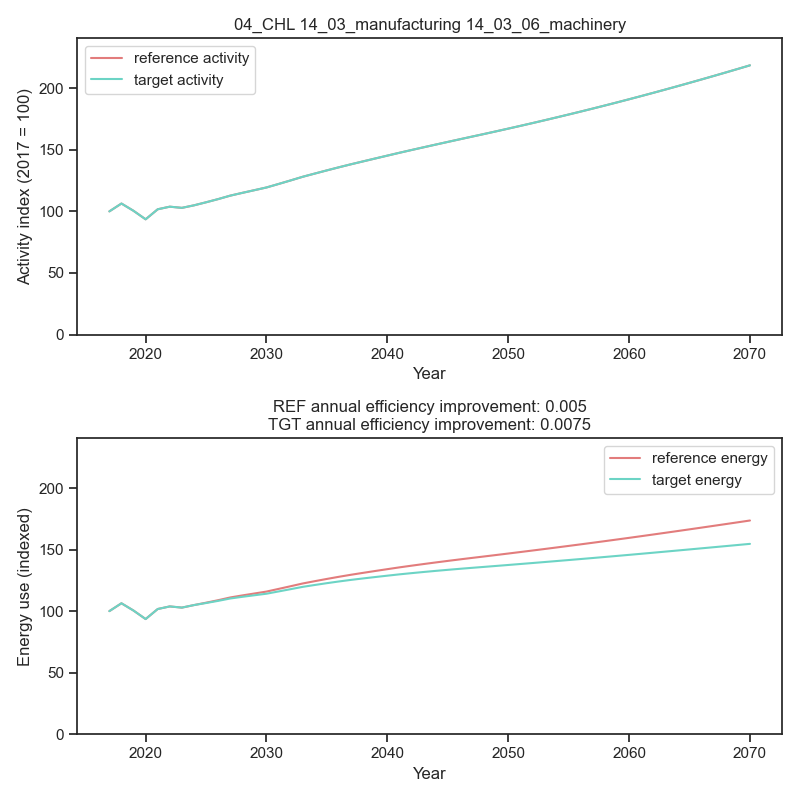 04_CHL 14_03_manufacturing 14_03_06_machinery
reference activity
target activity
Activity index (2017 = 100)
200
150
100
50
0
2020 2030 2040 2050 2060 2070
Year
REF annual efficiency improvement: 0.005
TGT annual efficiency improvement: 0.0075
reference energy
target energy
Energy use (indexed)
200
150
100
50
0
2020 2030 2040 2050 2060 2070
Year